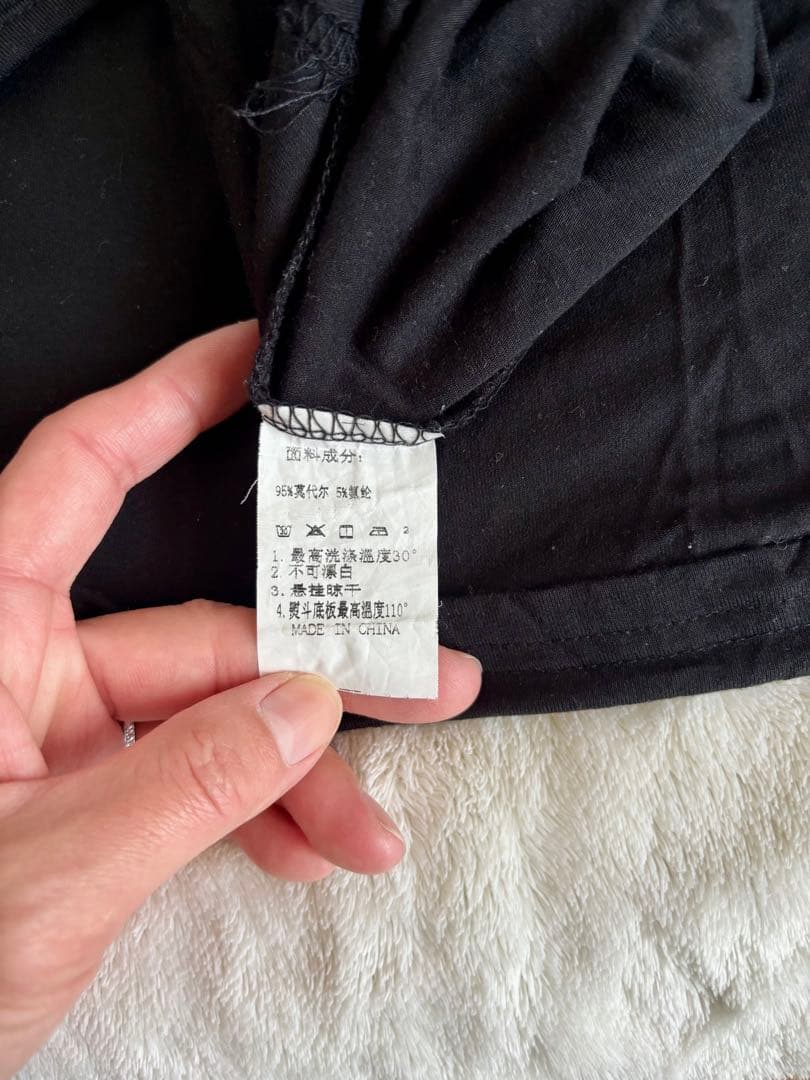 面料成分:
95%莫代尔 5%氨纶
2
1. 最高洗涤温度30°
2. 不可漂白
3. 悬挂晾干
4. 熨斗底板最高温度110°
MADE IN CHINA